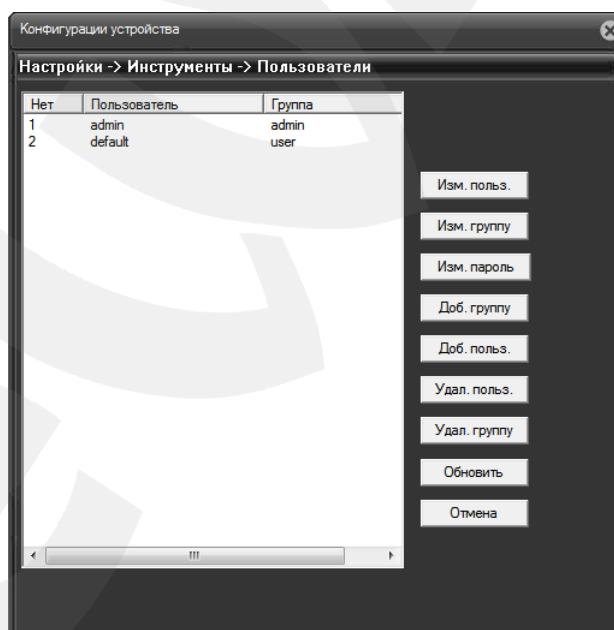 Конфигурации устройства
Настройки -> Инструменты -> Пользователи
Нет Пользователь Группа
1 admin admin
2 default user
Изм. польз.
Изм. группу
Изм. пароль
Доб. группу
Доб. польз.
Удал. польз.
Удал. группу
Обновить
Отмена